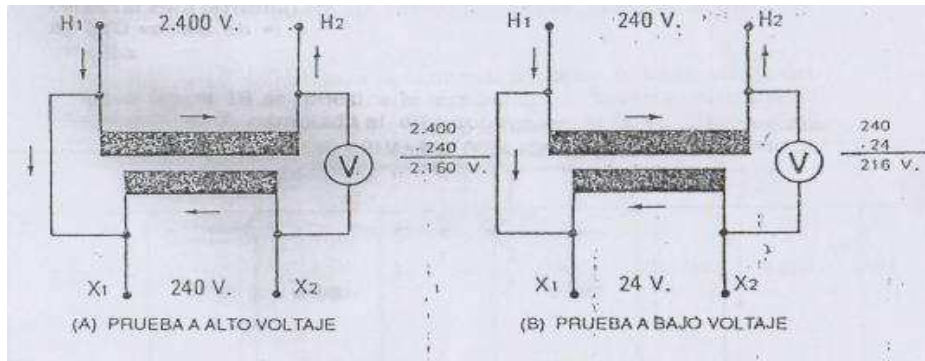 H1 2.400 V. H2
V
2.400
240
2.160 V.
X1 240 V. X2
(A) PRUEBA A ALTO VOLTAJE
H1 240 V. H2
V
240
24
216 V.
X1 24 V. X2
(B) PRUEBA A BAJO VOLTAJE